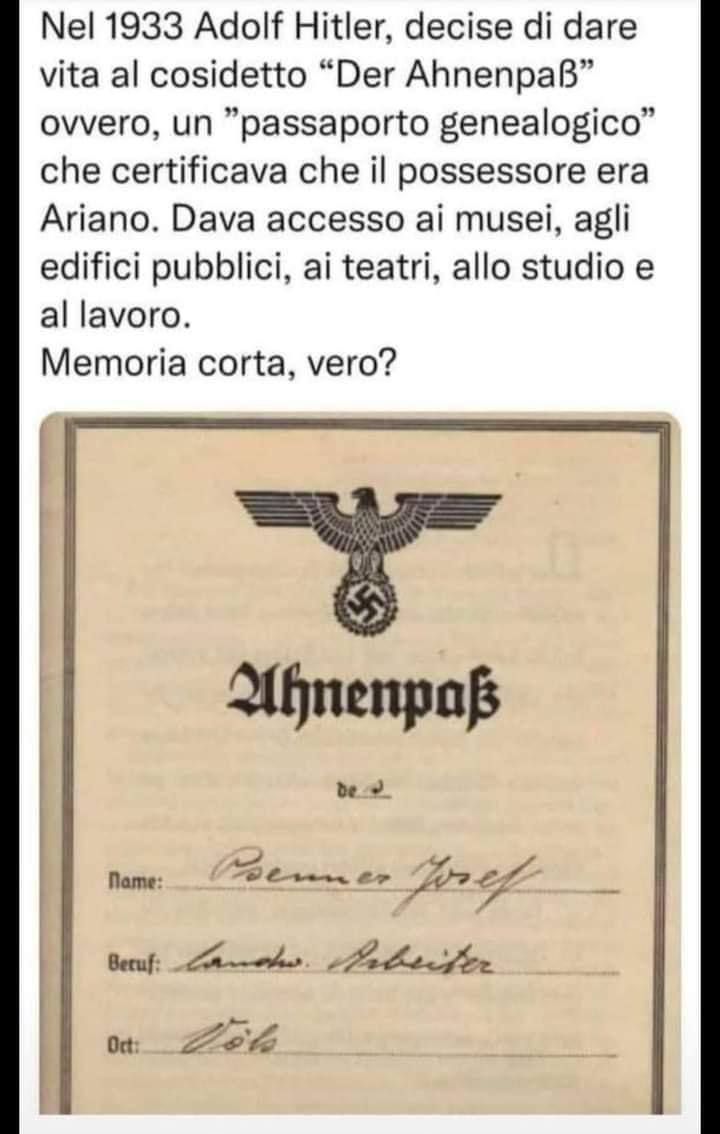 Nel 1933 Adolf Hitler, decise di dare
vita al cosidetto “Der Ahnenpaß”
ovvero, un ”passaporto genealogico”
che certificava che il possessore era
Ariano. Dava accesso ai musei, agli
edifici pubblici, ai teatri, allo studio e
al lavoro.
Memoria corta, vero?
Ahnenpaß
de s
Name: Psenner Josef
Beruf: Landw. Arbeiter
Ort: Völs